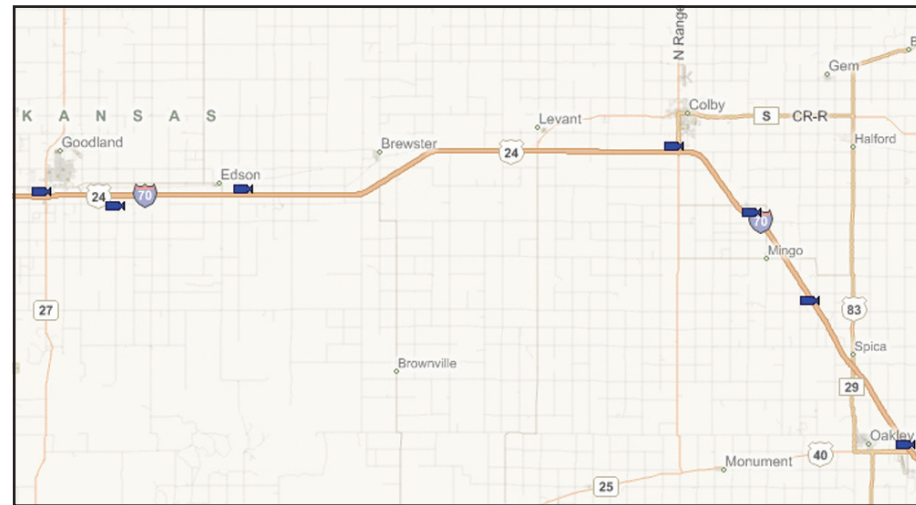 N Range
B
Gem
KANSAS
Colby
S
CR-R
Levant
Goodland
Brewster
24
Halford
Edson
24
70
70
Mingo
27
83
Spica
Brownville
29
Oakley
40
Monument
25